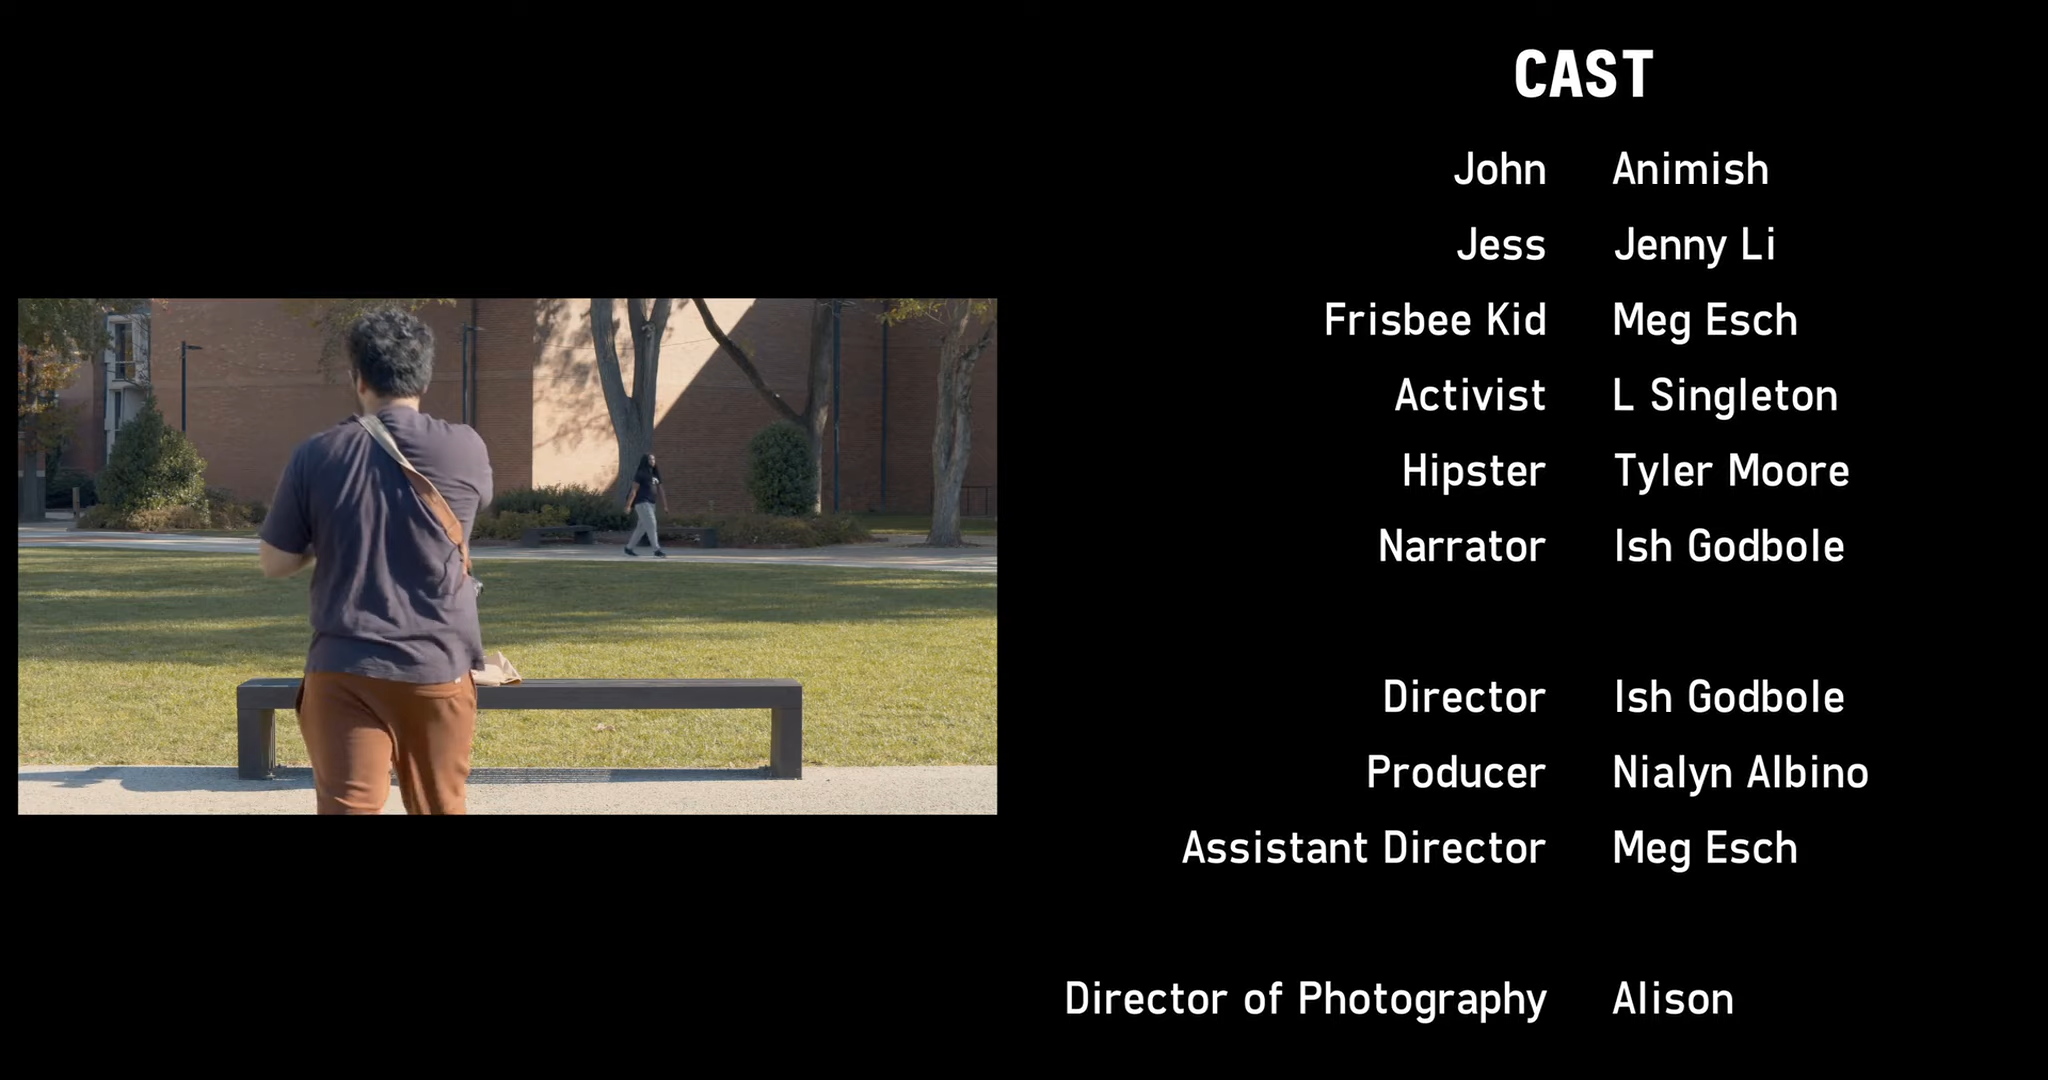 CAST
John Animish
Jess Jenny Li
Frisbee Kid Meg Esch
Activist L Singleton
Hipster Tyler Moore
Narrator Ish Godbole
Director Ish Godbole
Producer Nialyn Albino
Assistant Director Meg Esch
Director of Photography Alison